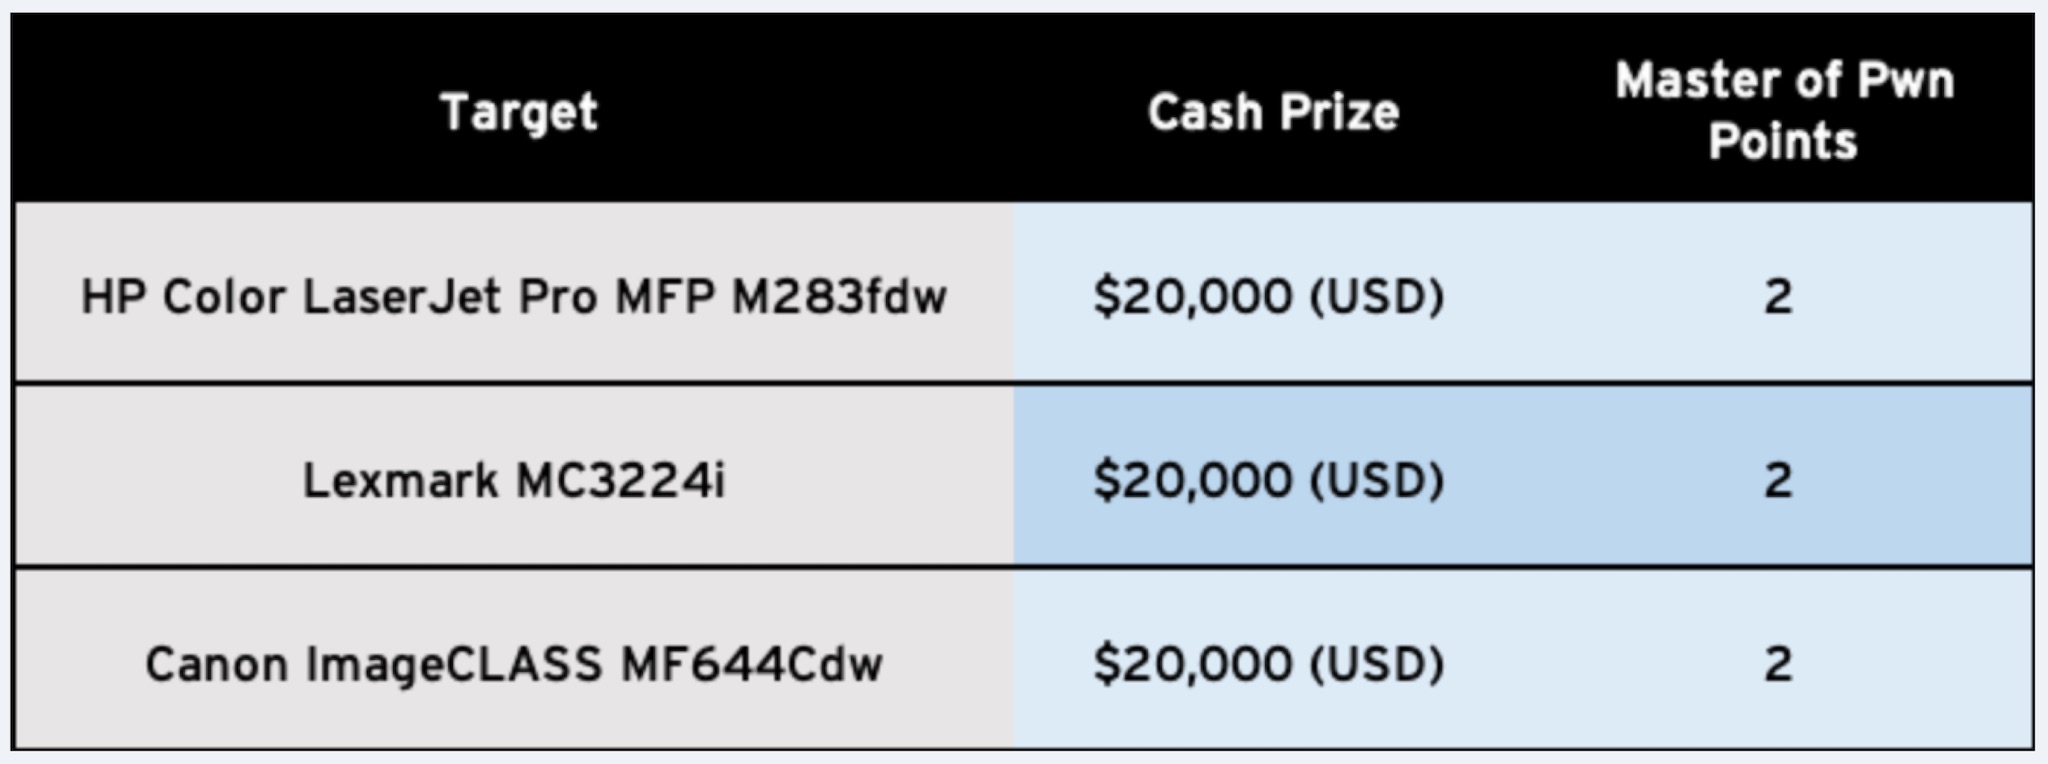 Target Cash Prize Master of Pwn
Points
HP Color LaserJet Pro MFP M283fdw $20,000 (USD) 2
Lexmark MC3224i $20,000 (USD) 2
Canon ImageCLASS MF644Cdw $20,000 (USD) 2